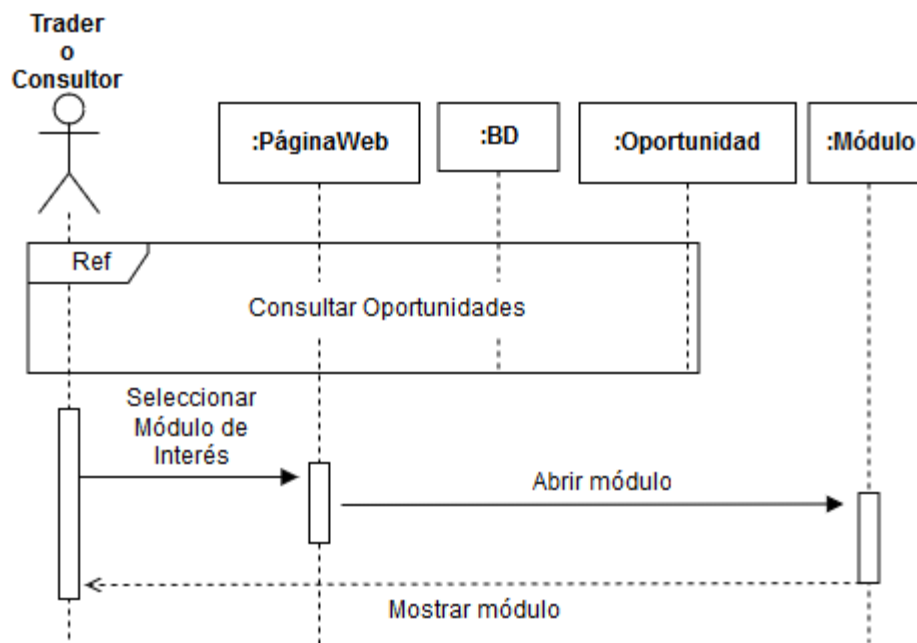 Trader
o
Consultor
:PáginaWeb
:BD
:Oportunidad
:Módulo
Ref
Consultar Oportunidades
Seleccionar
Módulo de
Interés
Abrir módulo
Mostrar módulo